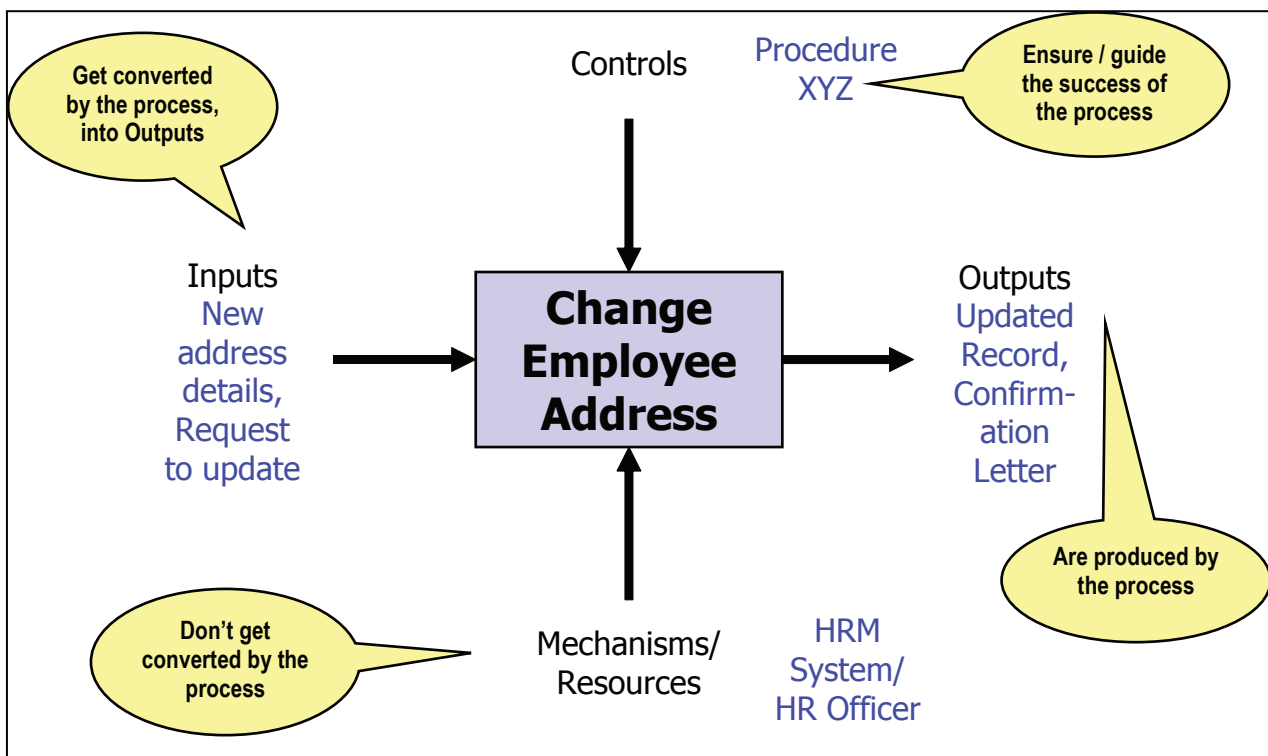 Get converted
by the process,
into Outputs
Controls
Procedure
XYZ
Ensure / guide
the success of
the process
Inputs
New
address
details,
Request
to update
Change
Employee
Address
Outputs
Updated
Record,
Confirm-
ation
Letter
Don’t get
converted by the
process
Mechanisms/
Resources
HRM
System/
HR Officer
Are produced by
the process